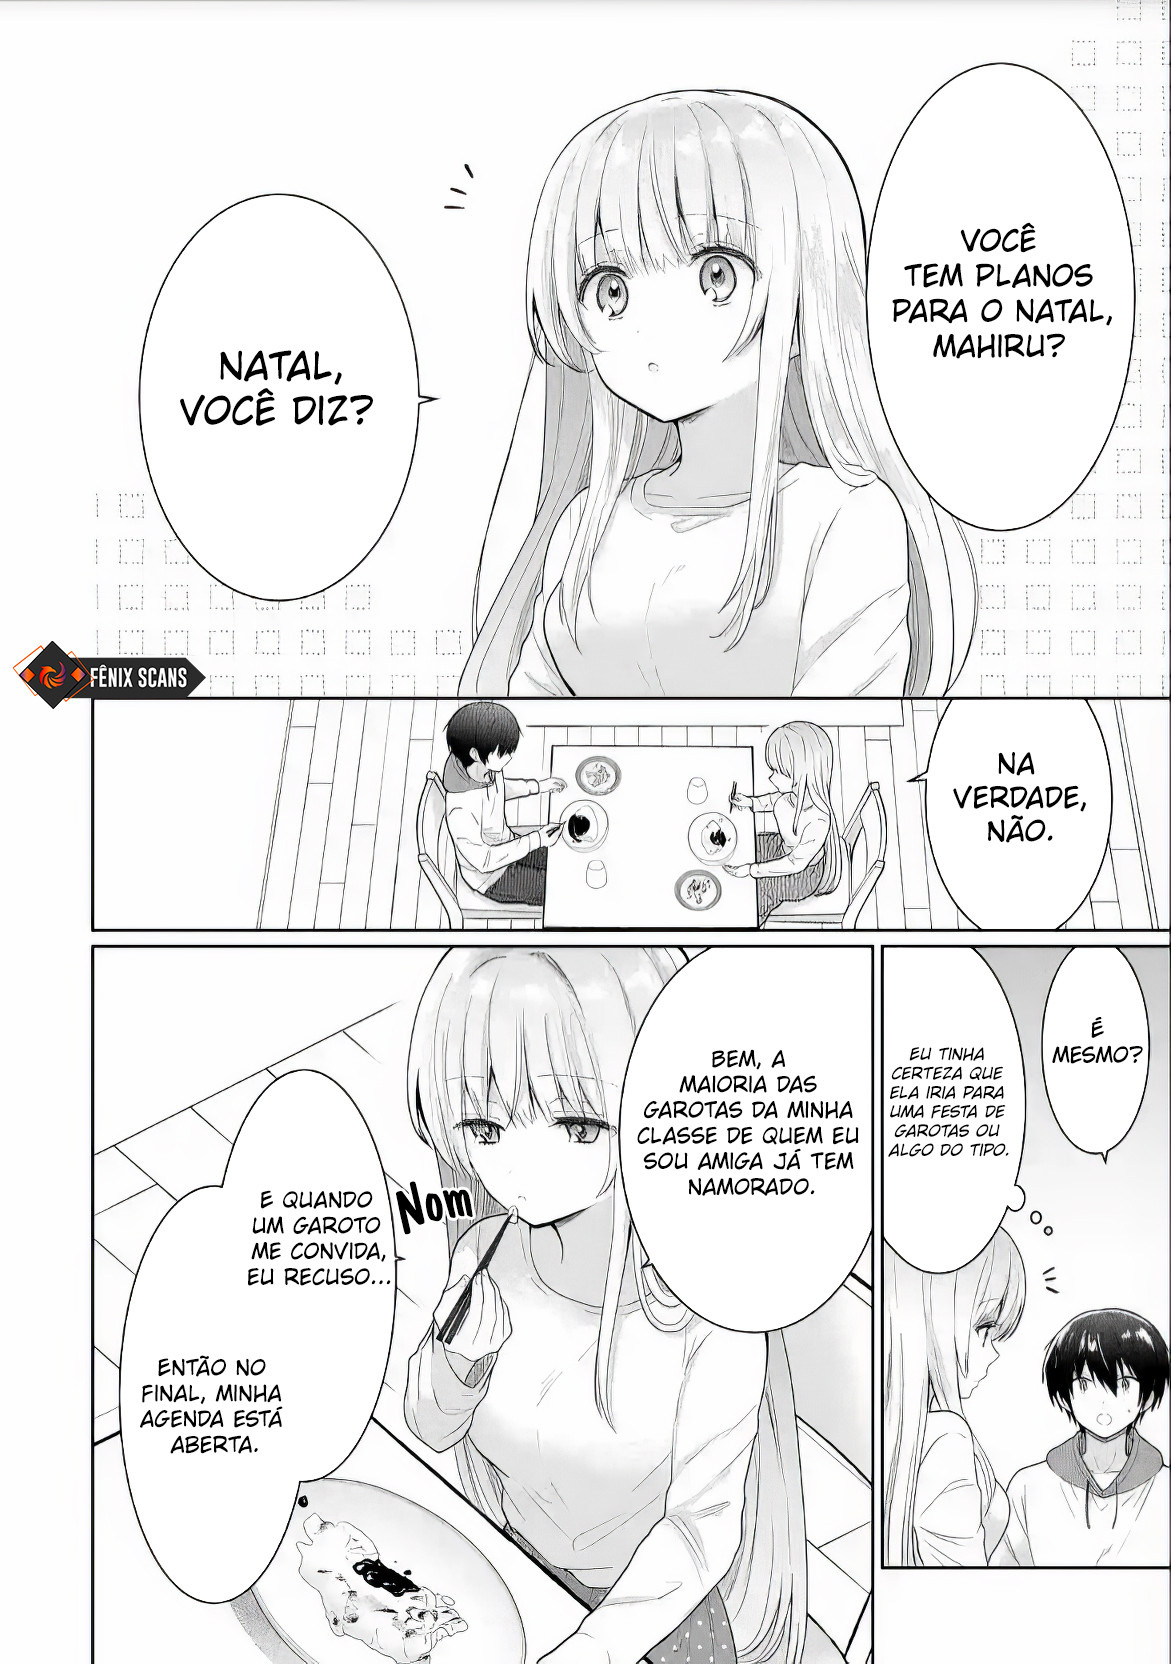 VOCÊ
TEM PLANOS
PARA O NATAL,
MAHIRU?
NATAL,
VOCÊ DIZ?
FÊNIX SCANS
NA
VERDADE,
NÃO.
É
MESMO?
EU TINHA
CERTEZA QUE
ELA IRIA PARA
UMA FESTA DE
GAROTAS OU
ALGO DO TIPO.
BEM, A
MAIORIA DAS
GAROTAS DA MINHA
CLASSE DE QUEM EU
SOU AMIGA JÁ TEM
NAMORADO.
Nom
E QUANDO
UM GAROTO
ME CONVIDA,
EU RECUSO...
ENTÃO NO
FINAL, MINHA
AGENDA ESTÁ
ABERTA.